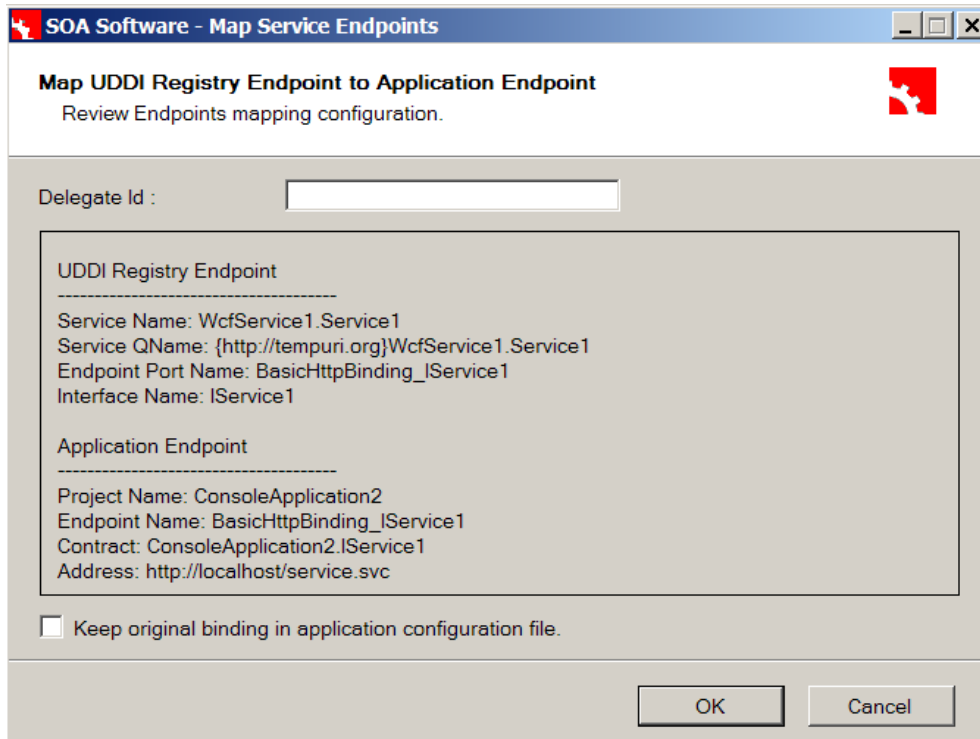 SOA Software - Map Service Endpoints
Map UDDI Registry Endpoint to Application Endpoint
Review Endpoints mapping configuration.
Delegate Id :
UDDI Registry Endpoint
--------------------------------------
Service Name: WcfService1.Service1
Service QName: {http://tempuri.org}WcfService1.Service1
Endpoint Port Name: BasicHttpBinding_IService1
Interface Name: IService1
Application Endpoint
--------------------------------------
Project Name: ConsoleApplication2
Endpoint Name: BasicHttpBinding_IService1
Contract: ConsoleApplication2.IService1
Address: http://localhost/service.svc
Keep original binding in application configuration file.
OK Cancel